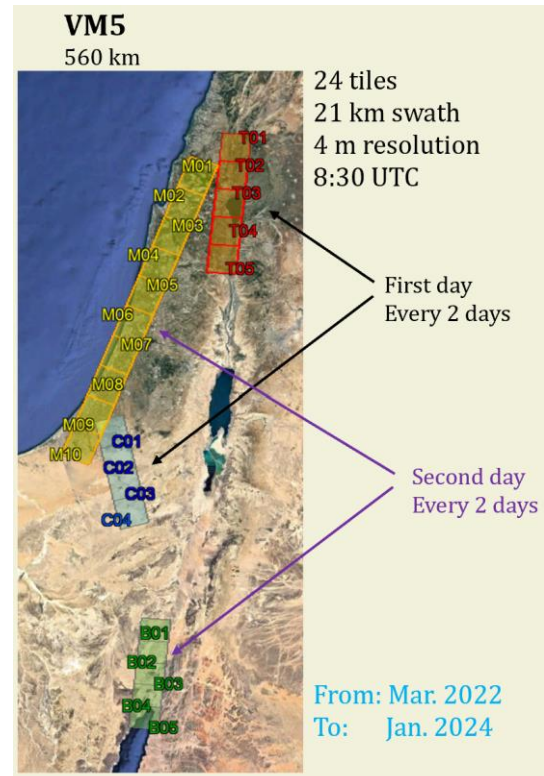 VM5
560 km
24 tiles
21 km swath
4 m resolution
8:30 UTC
T01
M01
T02
M02
T03
M03
T04
M04
T05
M05
M06
M07
M08
M09
M10
C01
C02
C03
C04
B01
B02
B03
B04
B05
First day
Every 2 days
Second day
Every 2 days
From: Mar. 2022
To: Jan. 2024